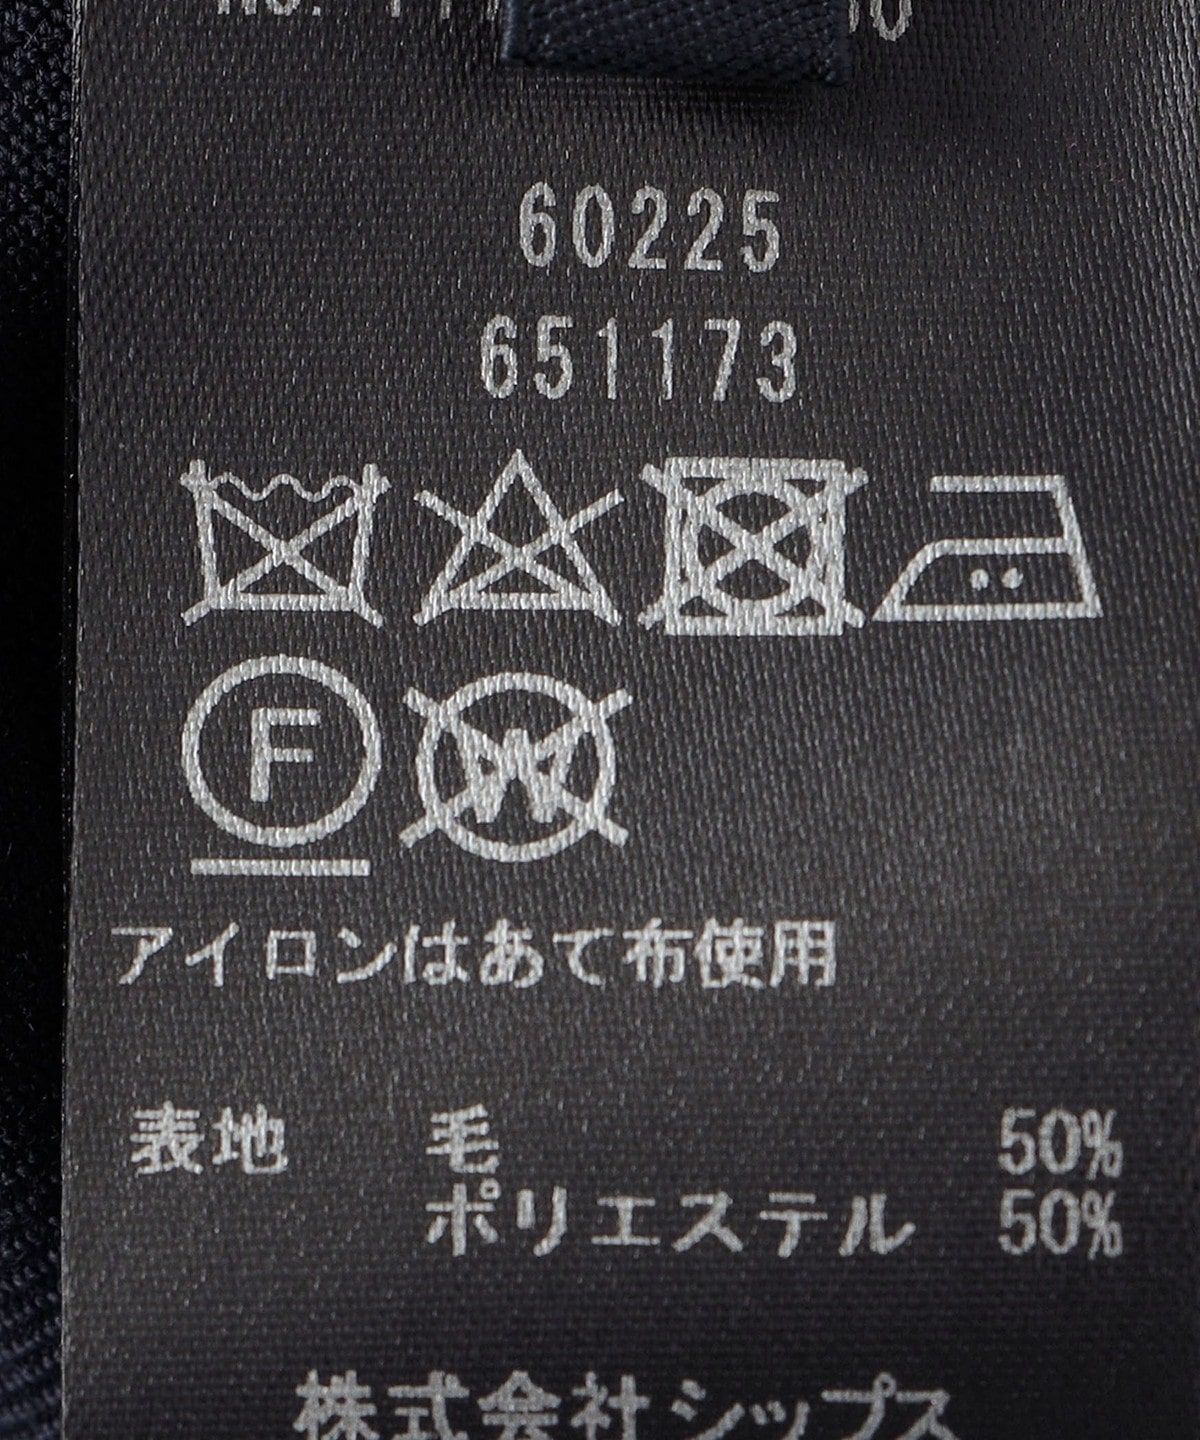 60225
651173
F
W
アイロンはあて布使用
表地 毛 50%
ポリエステル 50%
株式会社シップス